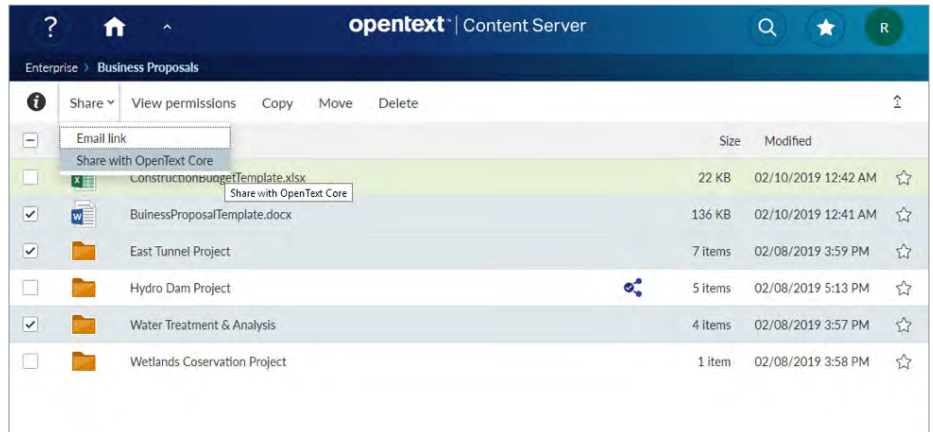 ?
opentext™ | Content Server
R
Enterprise > Business Proposals
Share View permissions Copy Move Delete
Email link
Size Modified
Share with OpenText Core
ConstructionBudgetTemplate.xlsx 22 KB 02/10/2019 12:42 AM
Share with OpenText Core
BuinessProposalTemplate.docx 136 KB 02/10/2019 12:41 AM
East Tunnel Project 7 items 02/08/2019 3:59 PM
Hydro Dam Project 5 items 02/08/2019 5:13 PM
Water Treatment & Analysis 4 items 02/08/2019 3:57 PM
Wetlands Coservation Project 1 item 02/08/2019 3:58 PM